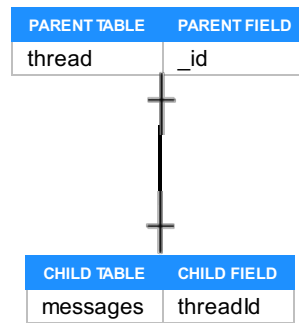 PARENT TABLE PARENT FIELD
thread _id
CHILD TABLE CHILD FIELD
messages threadId